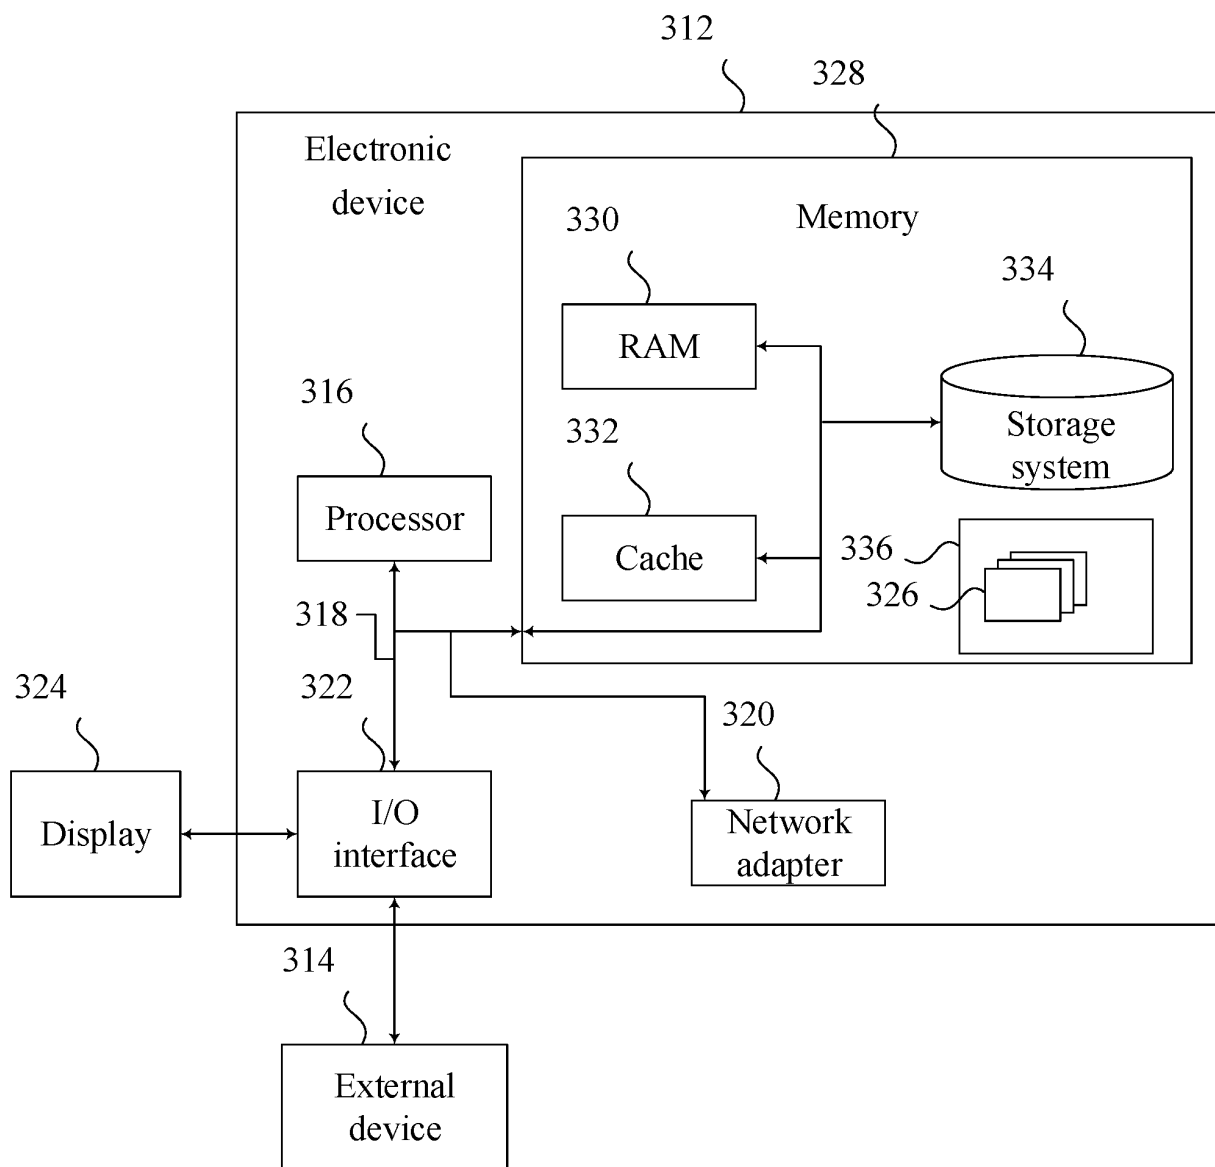 312
328
Electronic
device
330
Memory
334
RAM
316
332
Storage
system
Processor
Cache
336
326
318
322
324
320
Display
I/O
interface
Network
adapter
314
External
device